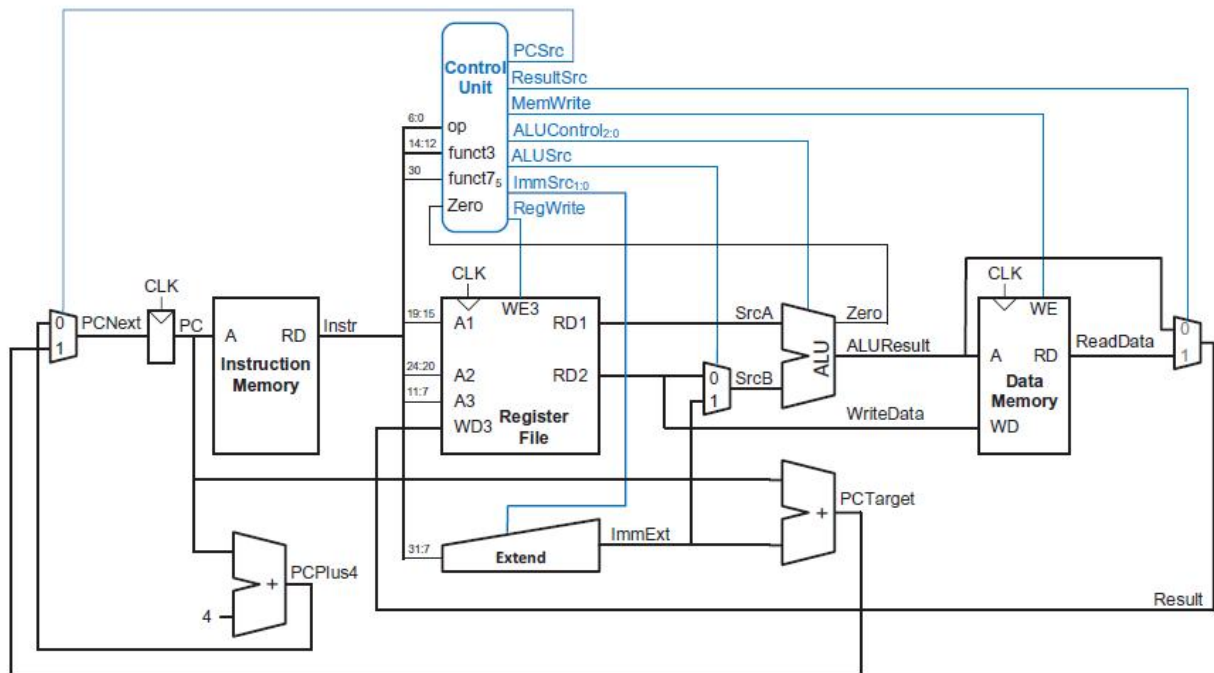 PCSrc
Control
Unit
ResultSrc
MemWrite
6:0
op
ALUControl2:0
14:12
funct3
ALUSrc
30
funct75
ImmSrc1:0
Zero
RegWrite
CLK
CLK
CLK
0
1
PCNext
PC
A
RD
Instruction
Memory
Instr
19:15
A1
WE3
RD1
24:20
A2
RD2
11:7
A3
WD3
Register
File
SrcA
0
1
SrcB
ALU
Zero
ALUResult
WE
A
RD
Data
Memory
WD
WriteData
ReadData
0
1
PCTarget
+
31:7
Extend
ImmExt
PCPlus4
+
4
Result